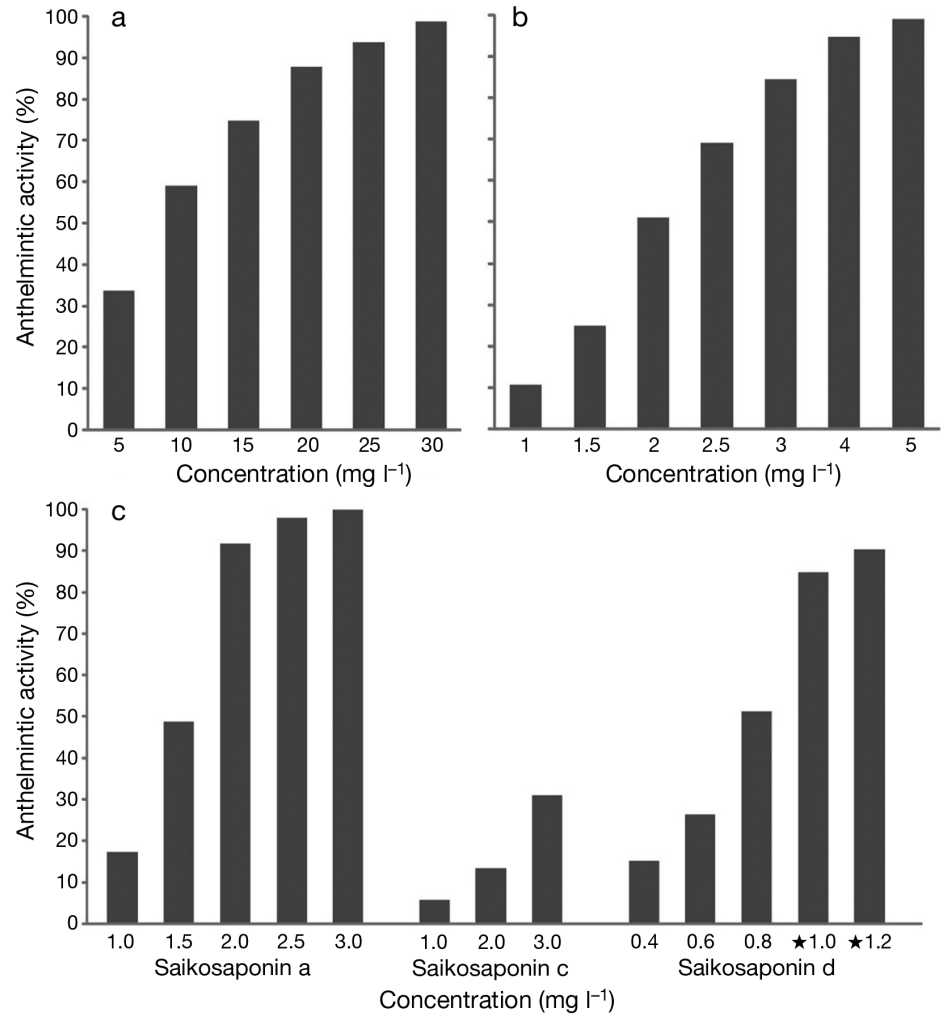 a
100
90
80
70
60
50
40
30
20
10
0
Anthelmintic activity (%)
5 10 15 20 25 30
Concentration (mg l⁻¹)
b
1 1.5 2 2.5 3 4 5
Concentration (mg l⁻¹)
c
100
90
80
70
60
50
40
30
20
10
0
Anthelmintic activity (%)
1.0 1.5 2.0 2.5 3.0 1.0 2.0 3.0 0.4 0.6 0.8 ★1.0 ★1.2
Saikosaponin a Saikosaponin c Saikosaponin d
Concentration (mg l⁻¹)